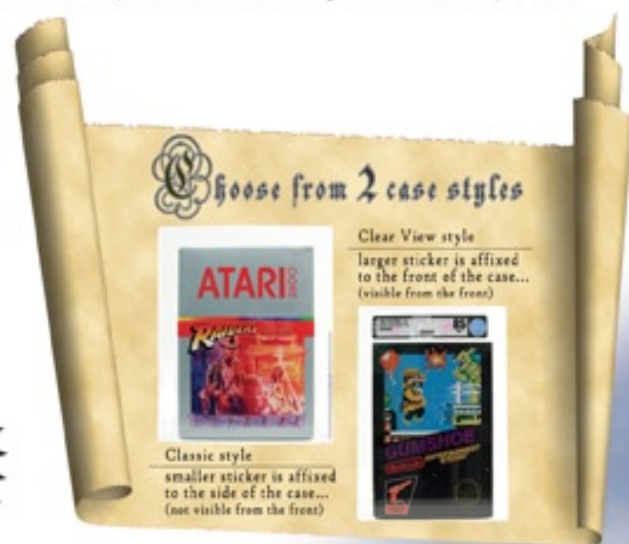 Choose from 2 case styles
Clear View style
larger sticker is affixed
to the front of the case...
(visible from the front)
ATARI 2600
Raiders
85
GUMSHOE
Classic style
smaller sticker is affixed
to the side of the case...
(not visible from the front)